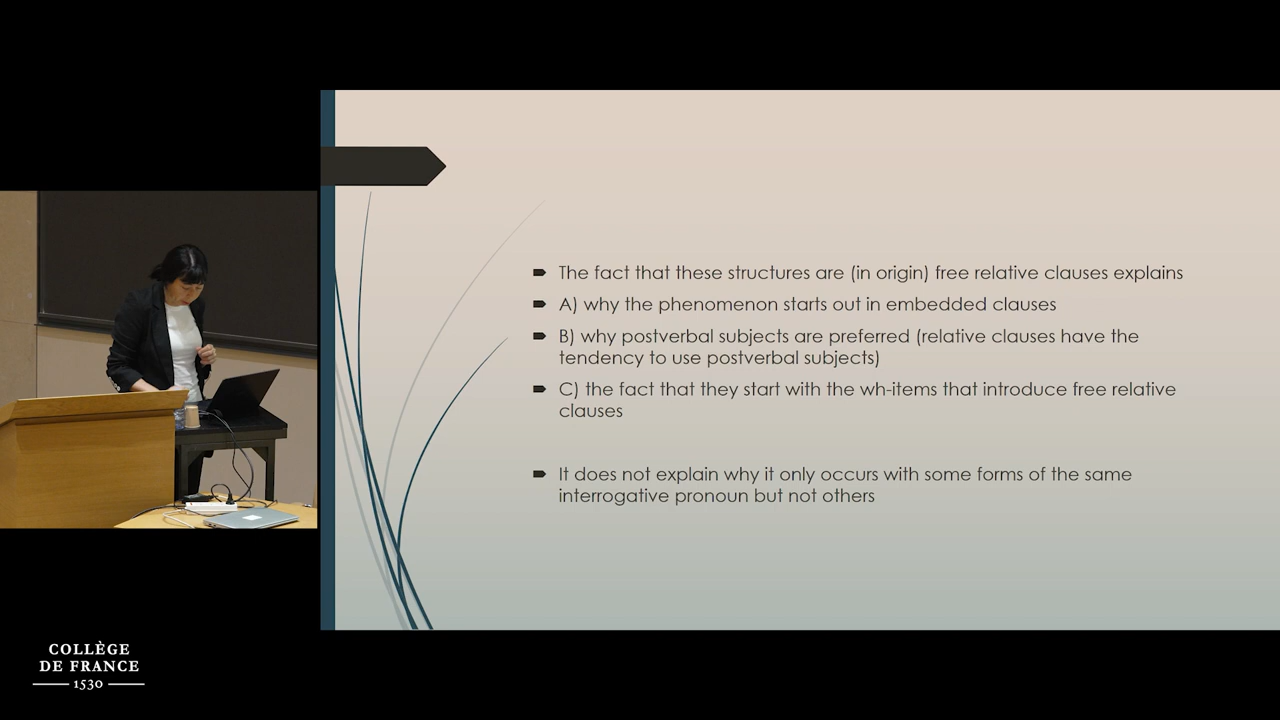 The fact that these structures are (in origin) free relative clauses explains
A) why the phenomenon starts out in embedded clauses
B) why postverbal subjects are preferred (relative clauses have the
tendency to use postverbal subjects)
C) the fact that they start with the wh-items that introduce free relative
clauses
It does not explain why it only occurs with some forms of the same
interrogative pronoun but not others
COLLÈGE
DE FRANCE
1530